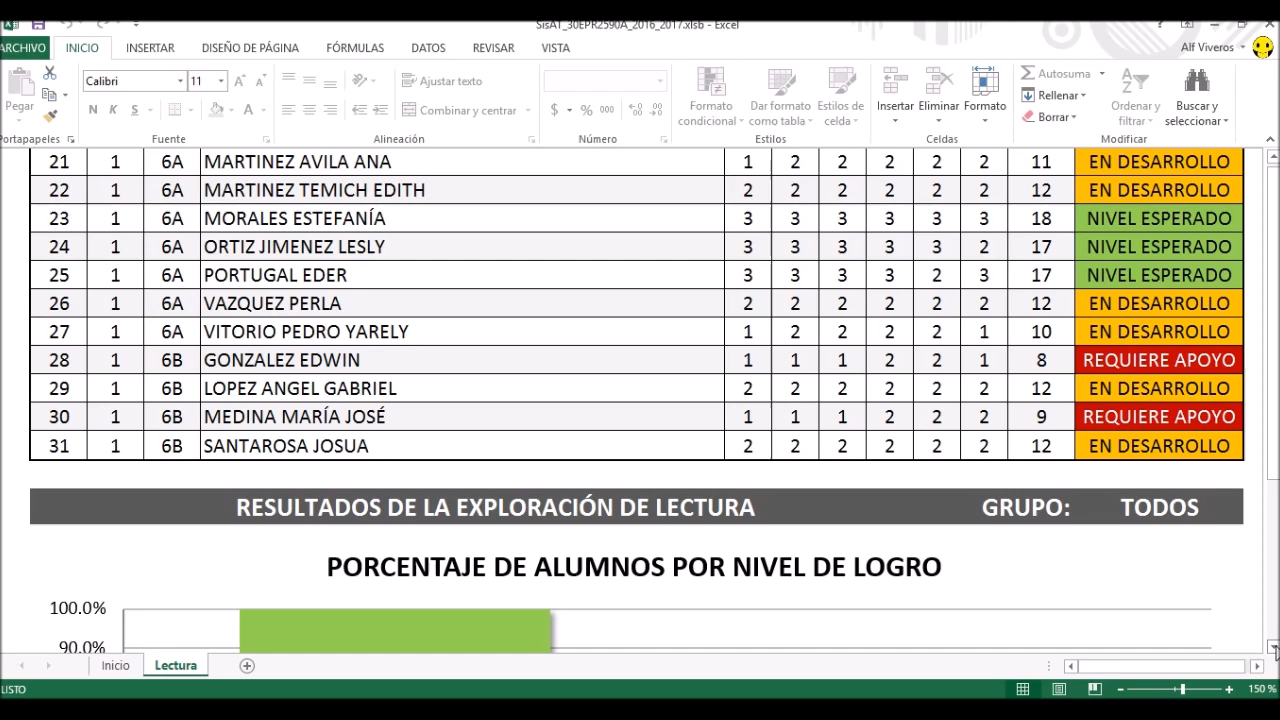 SisAT_30EPR2590A_2016_2017.xlsb - Excel
ARCHIVO INICIO INSERTAR DISEÑO DE PÁGINA FÓRMULAS DATOS REVISAR VISTA Alf Viveros
Pegar
Calibri 11
N K S
Ajustar texto
Combinar y centrar
$ % 000
Formato condicional
Dar formato como tabla
Estilos de celda
Insertar Eliminar Formato
Autosuma
Rellenar
Borrar
Ordenar y filtrar
Buscar y seleccionar
Portapapeles Fuente Alineación Número Estilos Celdas Modificar
21 1 6A MARTINEZ AVILA ANA 1 2 2 2 2 2 11 EN DESARROLLO
22 1 6A MARTINEZ TEMICH EDITH 2 2 2 2 2 2 12 EN DESARROLLO
23 1 6A MORALES ESTEFANÍA 3 3 3 3 3 3 18 NIVEL ESPERADO
24 1 6A ORTIZ JIMENEZ LESLY 3 3 3 3 3 2 17 NIVEL ESPERADO
25 1 6A PORTUGAL EDER 3 3 3 3 2 3 17 NIVEL ESPERADO
26 1 6A VAZQUEZ PERLA 2 2 2 2 2 2 12 EN DESARROLLO
27 1 6A VITORIO PEDRO YARELY 1 2 2 2 2 1 10 EN DESARROLLO
28 1 6B GONZALEZ EDWIN 1 1 1 2 2 1 8 REQUIERE APOYO
29 1 6B LOPEZ ANGEL GABRIEL 2 2 2 2 2 2 12 EN DESARROLLO
30 1 6B MEDINA MARÍA JOSÉ 1 1 1 2 2 2 9 REQUIERE APOYO
31 1 6B SANTAROSA JOSUA 2 2 2 2 2 2 12 EN DESARROLLO
RESULTADOS DE LA EXPLORACIÓN DE LECTURA GRUPO: TODOS
PORCENTAJE DE ALUMNOS POR NIVEL DE LOGRO
100.0%
90.0%
Inicio Lectura
LISTO 150 %